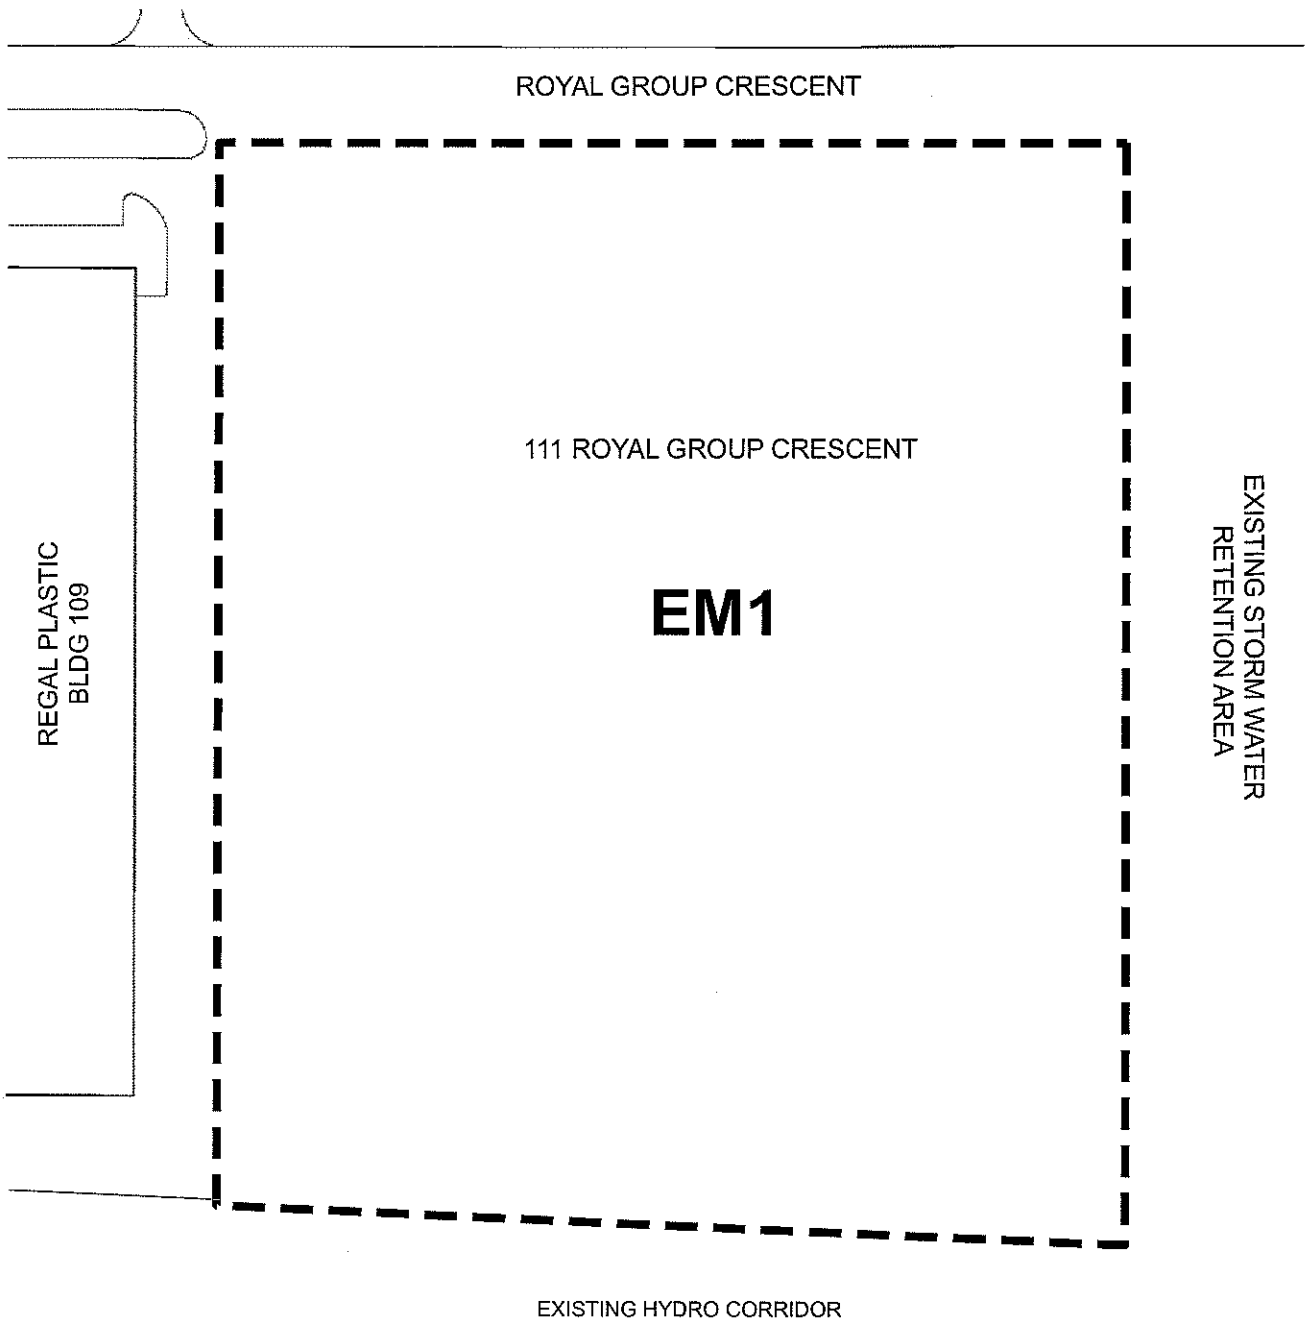 ROYAL GROUP CRESCENT
111 ROYAL GROUP CRESCENT
EM1
REGAL PLASTIC
BLDG 109
EXISTING STORM WATER
RETENTION AREA
EXISTING HYDRO CORRIDOR